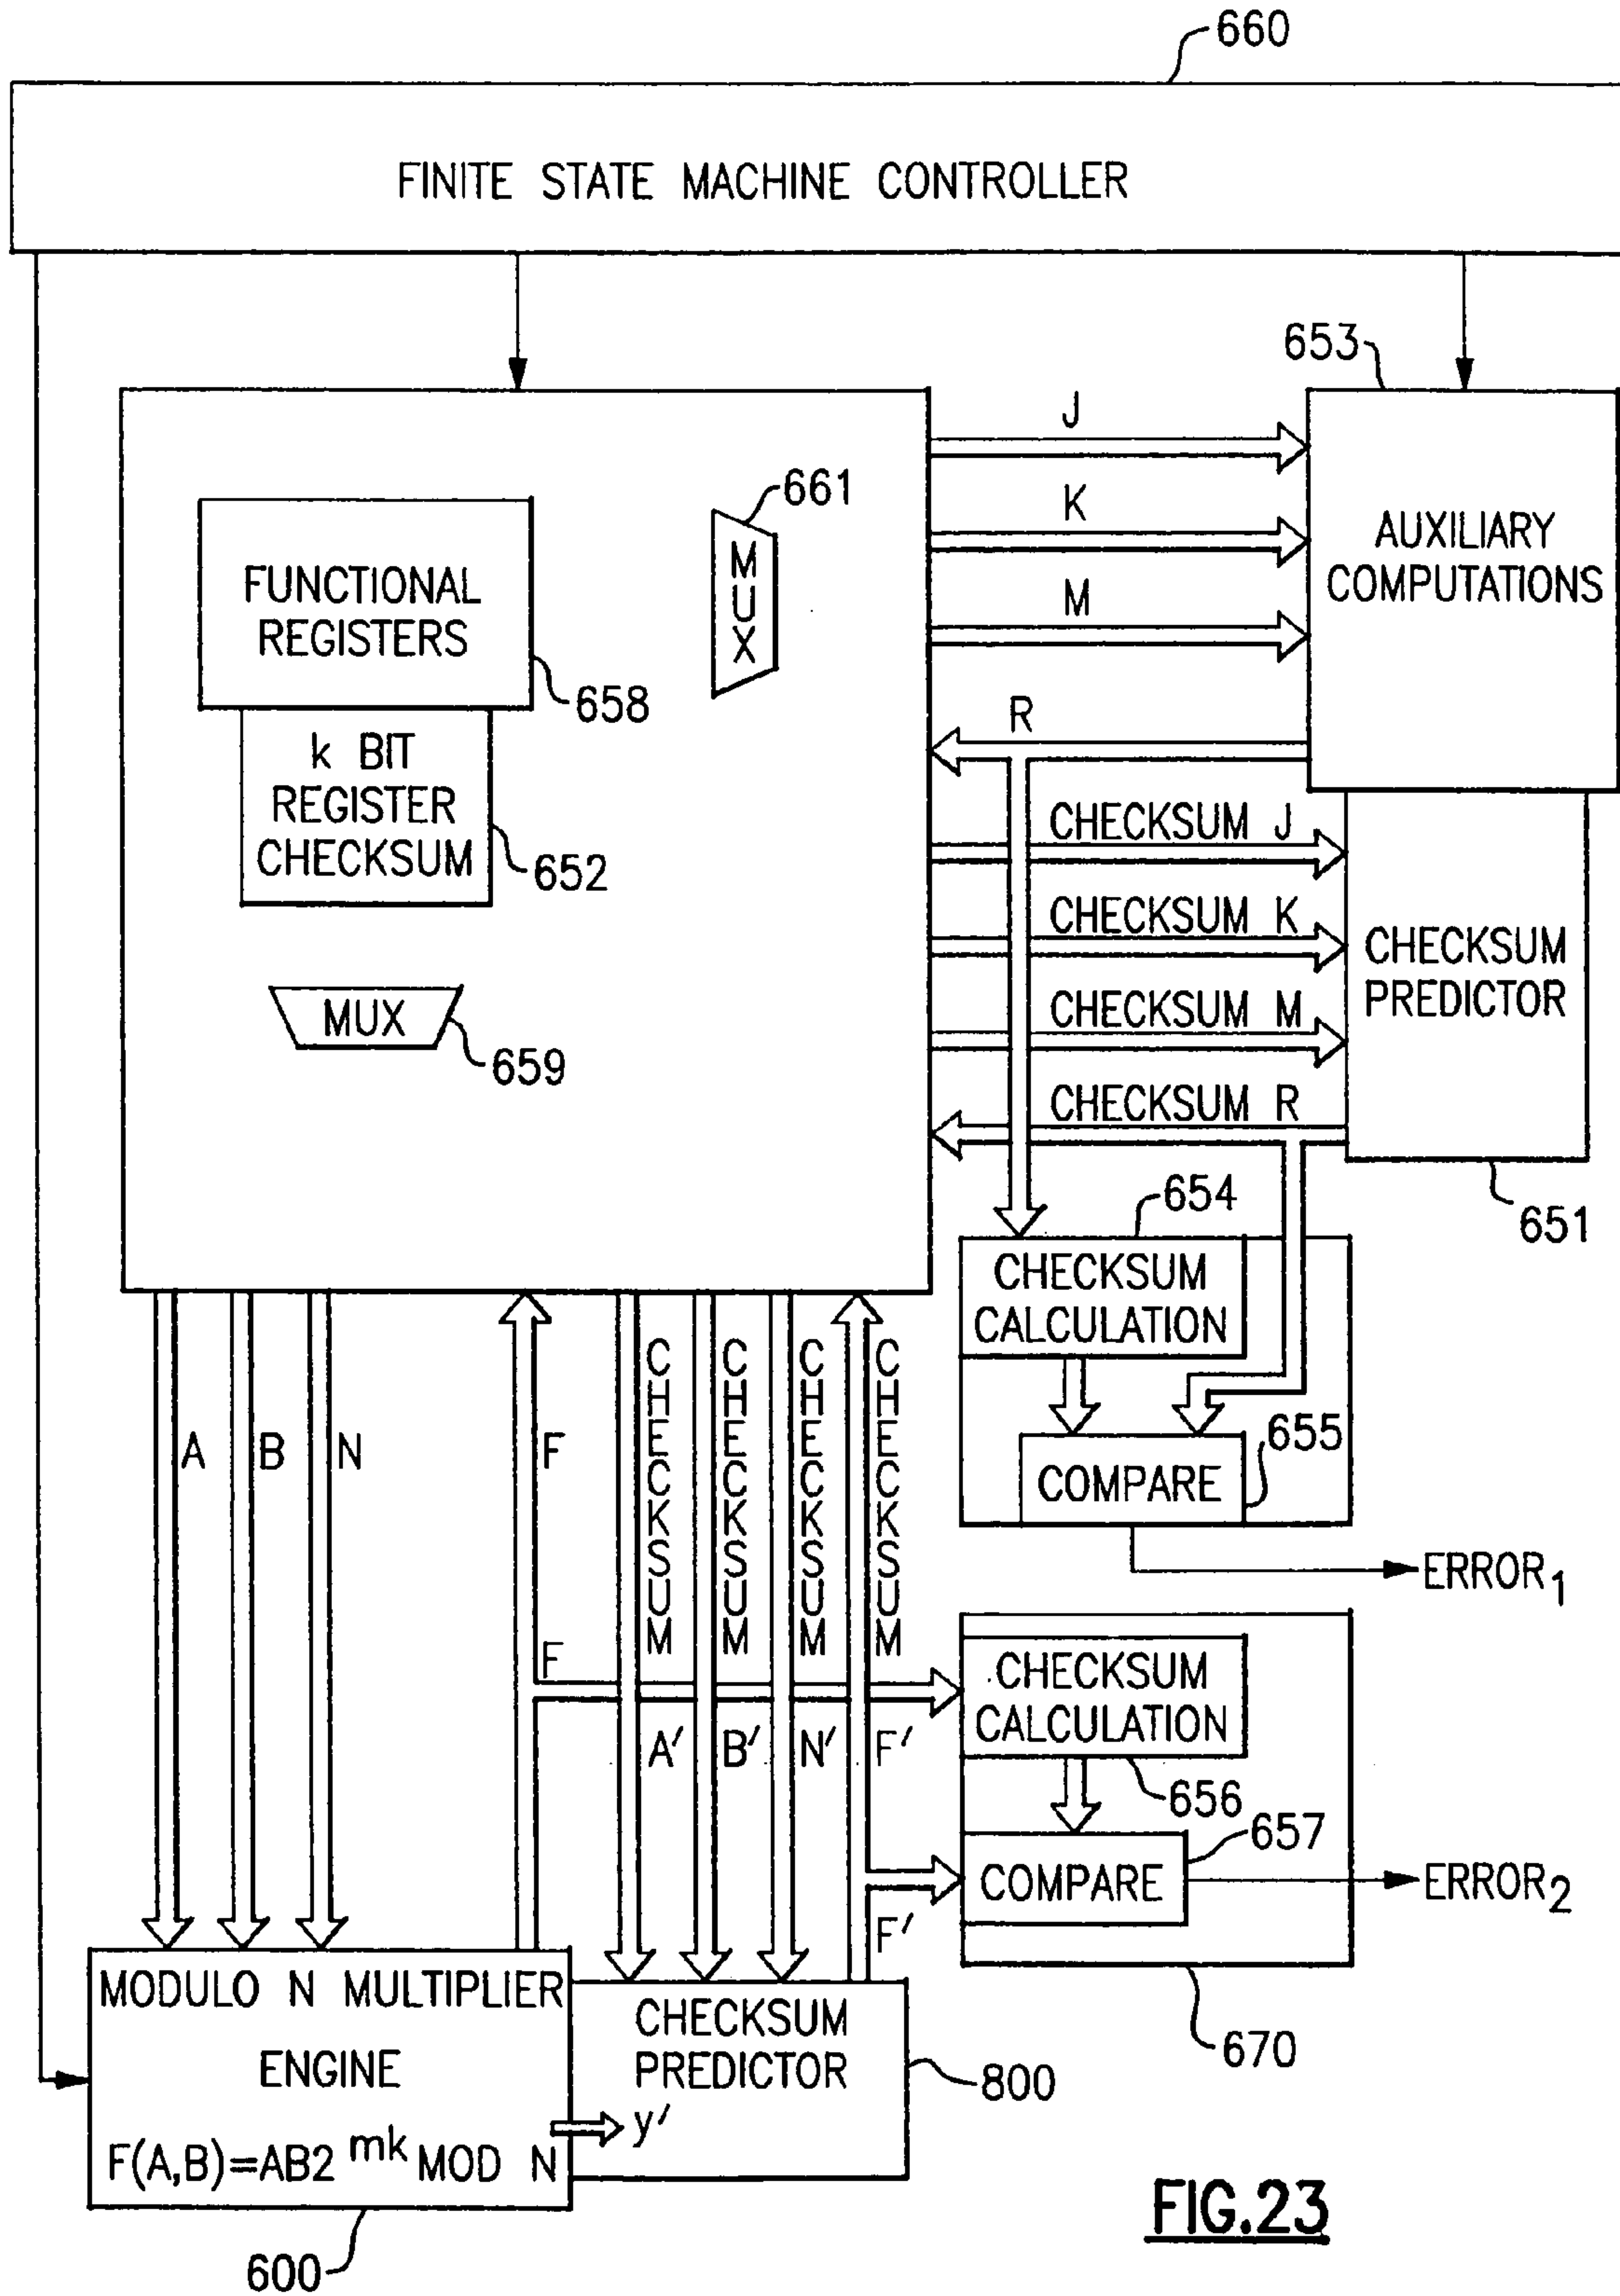 660
FINITE STATE MACHINE CONTROLLER
653
J
661
K
AUXILIARY
COMPUTATIONS
MUX
M
FUNCTIONAL
REGISTERS
658
R
k BIT
REGISTER
CHECKSUM
652
CHECKSUM J
CHECKSUM K
CHECKSUM
PREDICTOR
CHECKSUM M
MUX
659
CHECKSUM R
654
651
CHECKSUM
CALCULATION
A
B
N
F
CHECKSUM
CHECKSUM
CHECKSUM
CHECKSUM
655
COMPARE
ERROR1
F
CHECKSUM
CALCULATION
A'
B'
N'
F'
656
657
COMPARE
ERROR2
F'
MODULO N MULTIPLIER
ENGINE
F(A,B)=AB2 mk MOD N
CHECKSUM
PREDICTOR
y'
800
670
600
FIG.23